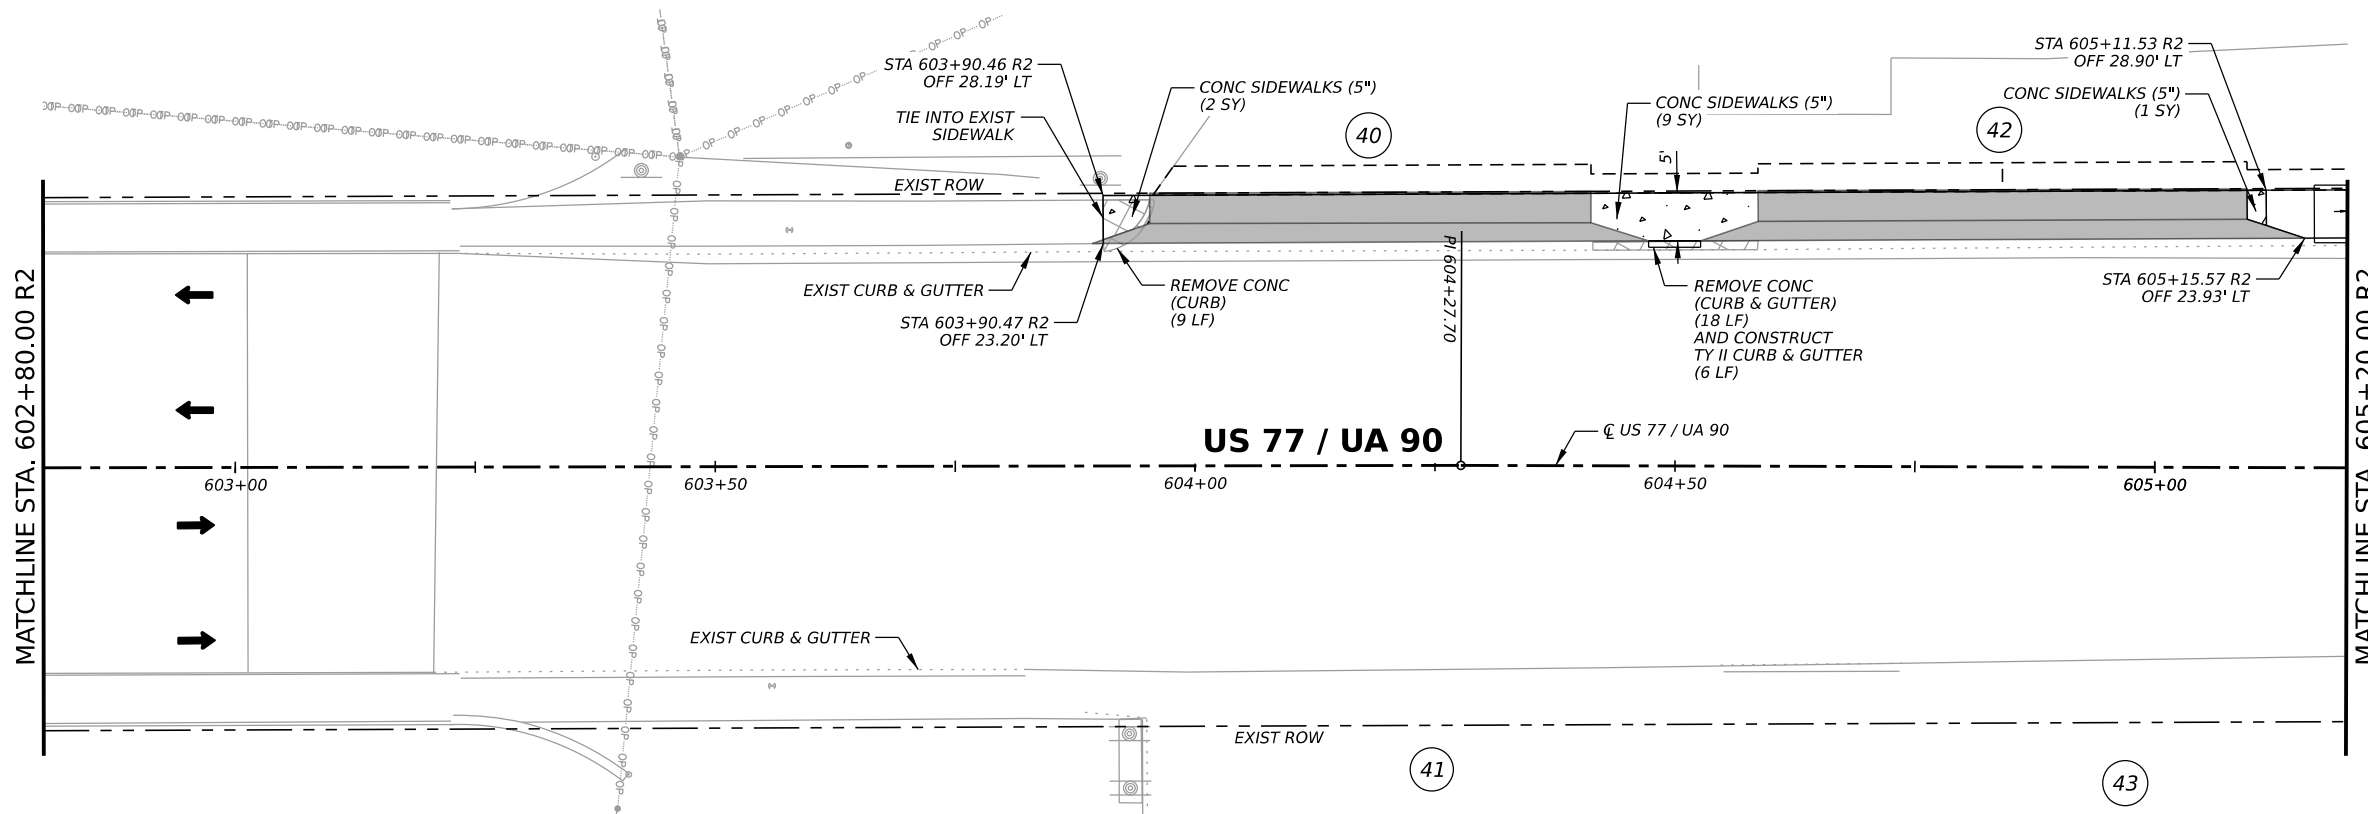 STA 603+90.46 R2
OFF 28.19' LT
TIE INTO EXIST
SIDEWALK
CONC SIDEWALKS (5")
(2 SY)
40
CONC SIDEWALKS (5")
(9 SY)
5'
STA 605+11.53 R2
OFF 28.90' LT
CONC SIDEWALKS (5")
(1 SY)
42
EXIST ROW
EXIST CURB & GUTTER
STA 603+90.47 R2
OFF 23.20' LT
REMOVE CONC
(CURB)
(9 LF)
PI 604+27.70
REMOVE CONC
(CURB & GUTTER)
(18 LF)
AND CONSTRUCT
TY II CURB & GUTTER
(6 LF)
STA 605+15.57 R2
OFF 23.93' LT
MATCHLINE STA. 602+80.00 R2
MATCHLINE STA. 605+20.00 R2
US 77 / UA 90
℄ US 77 / UA 90
603+00
603+50
604+00
604+50
605+00
EXIST CURB & GUTTER
EXIST ROW
41
43